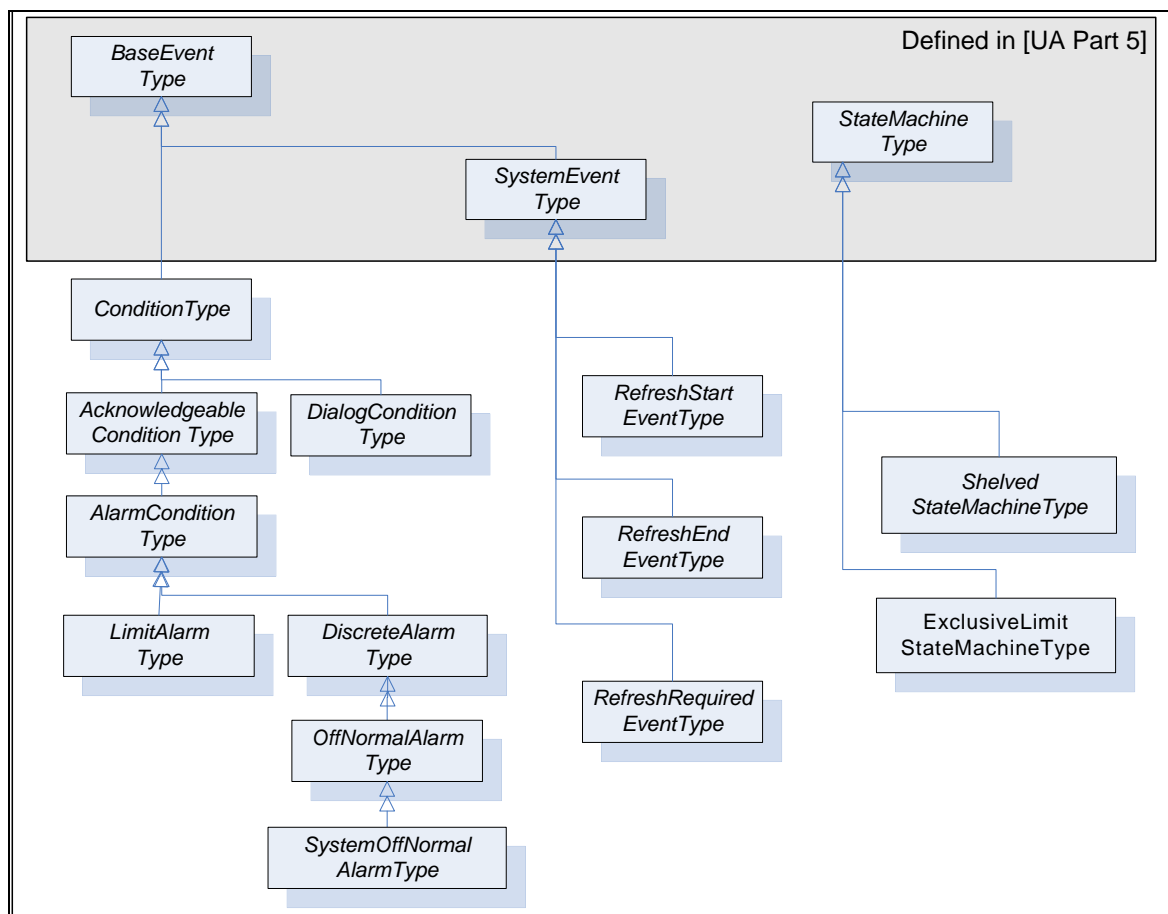 Defined in [UA Part 5]
BaseEvent
Type
StateMachine
Type
SystemEvent
Type
ConditionType
Acknowledgeable
Condition Type
DialogCondition
Type
RefreshStart
EventType
Shelved
StateMachineType
AlarmCondition
Type
RefreshEnd
EventType
LimitAlarm
Type
DiscreteAlarm
Type
ExclusiveLimit
StateMachineType
RefreshRequired
EventType
OffNormalAlarm
Type
SystemOffNormal
AlarmType